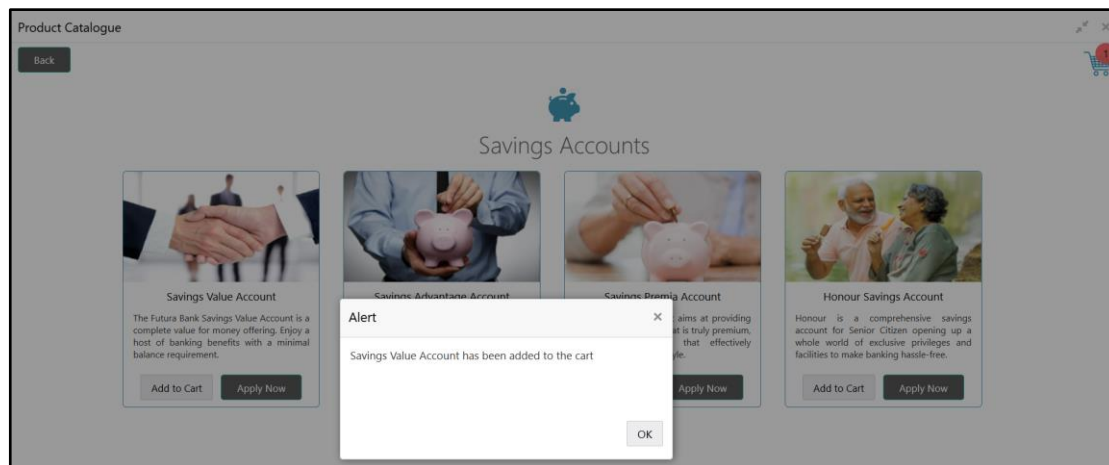 Product Catalogue
Back
1
Savings Accounts
Savings Value Account
The Futura Bank Savings Value Account is a
complete value for money offering. Enjoy a
host of banking benefits with a minimal
balance requirement.
Add to Cart
Apply Now
Savings Advantage Account
Savings Premia Account
aims at providing
at is truly premium,
that effectively
Apply Now
Honour Savings Account
Honour is a comprehensive savings
account for Senior Citizen opening up a
whole world of exclusive privileges and
facilities to make banking hassle-free.
Add to Cart
Apply Now
Alert
Savings Value Account has been added to the cart
OK